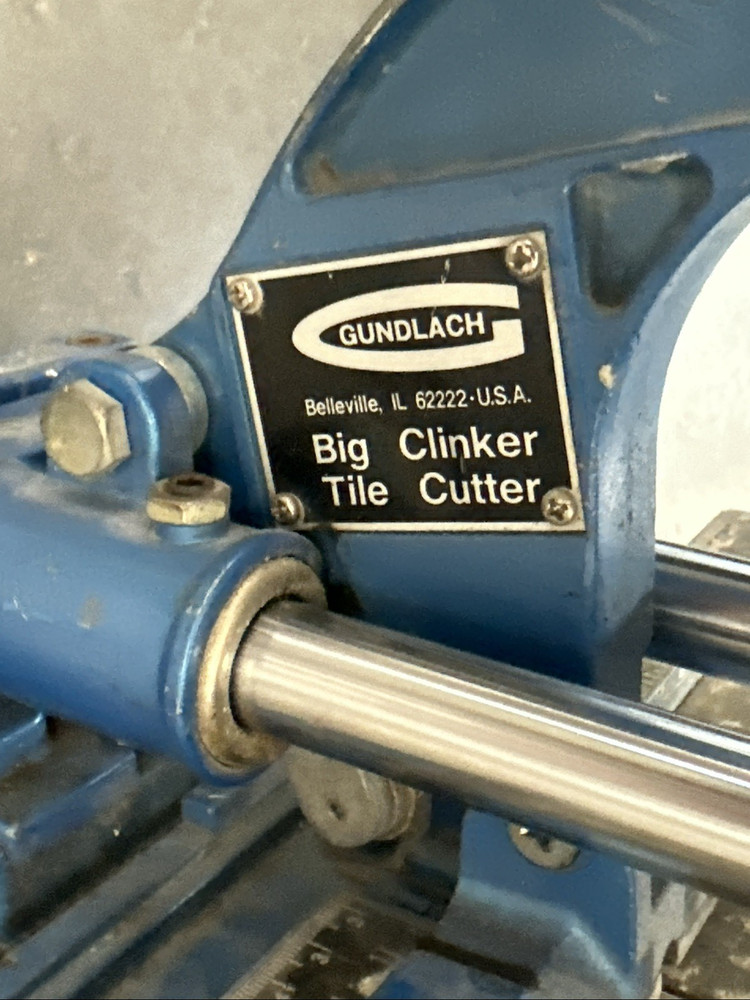 GUNDLACH
Belleville, IL 62222·U.S.A.
Big Clinker
Tile Cutter